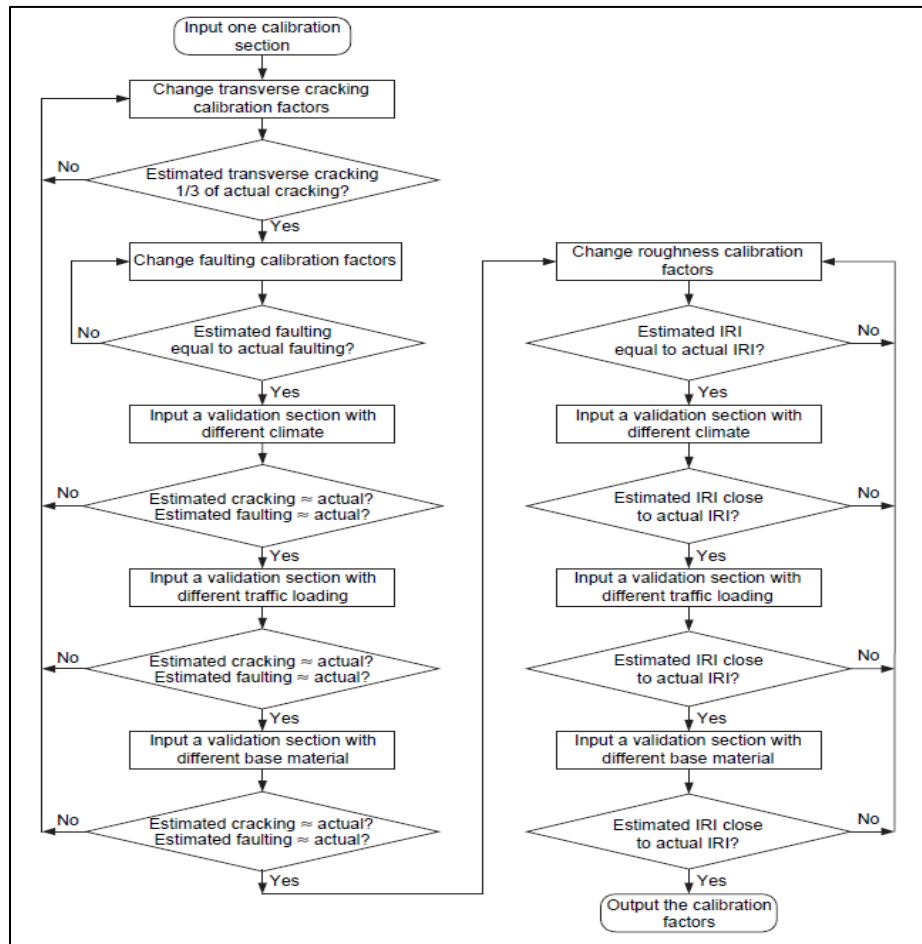 Input one calibration
section
Change transverse cracking
calibration factors
No
Estimated transverse cracking
1/3 of actual cracking?
Yes
Change faulting calibration factors
No
Estimated faulting
equal to actual faulting?
Yes
Input a validation section with
different climate
No
Estimated cracking ≈ actual?
Estimated faulting ≈ actual?
Yes
Input a validation section with
different traffic loading
No
Estimated cracking ≈ actual?
Estimated faulting ≈ actual?
Yes
Input a validation section with
different base material
No
Estimated cracking ≈ actual?
Estimated faulting ≈ actual?
Yes
Change roughness calibration
factors
Estimated IRI
equal to actual IRI?
No
Yes
Input a validation section with
different climate
Estimated IRI close
to actual IRI?
No
Yes
Input a validation section with
different traffic loading
Estimated IRI close
to actual IRI?
No
Yes
Input a validation section with
different base material
Estimated IRI close
to actual IRI?
No
Yes
Output the calibration
factors